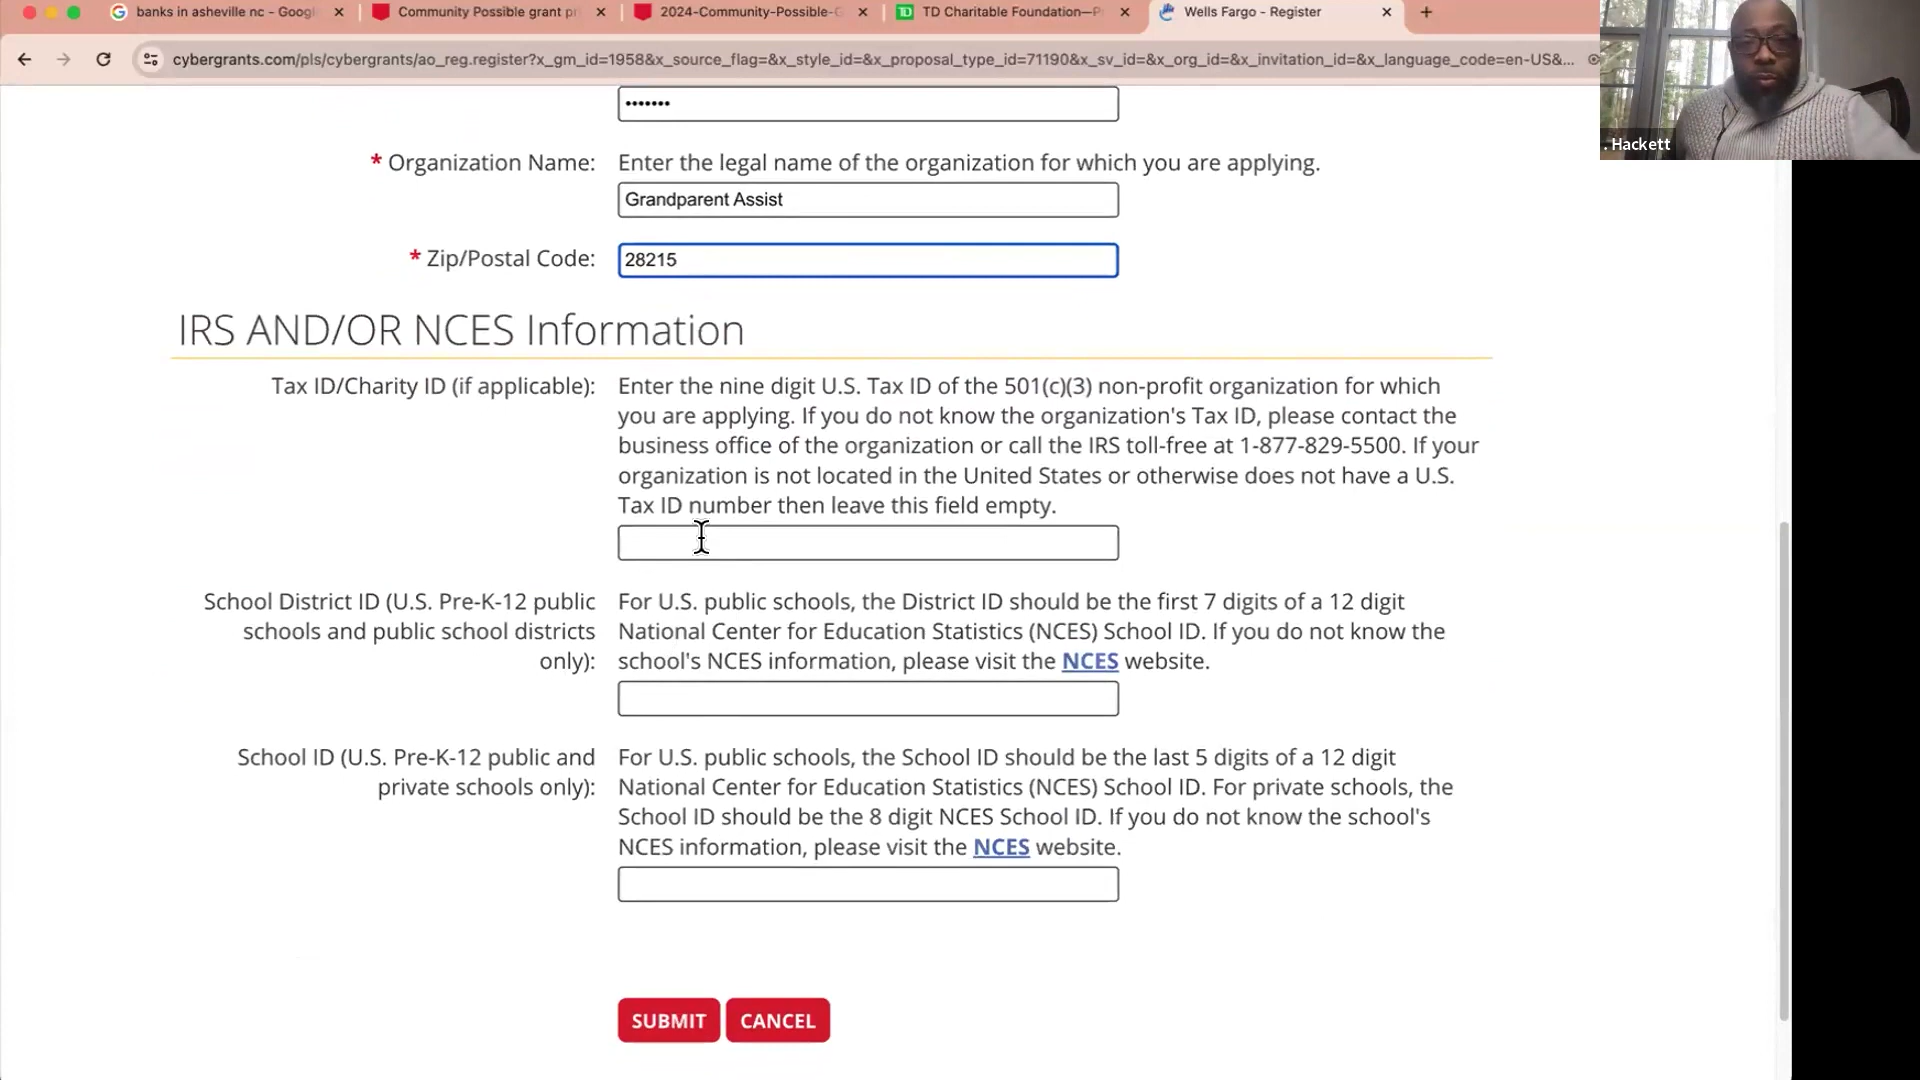 banks in asheville nc - Googl
Community Possible grant pr
2024-Community-Possible-G
TD Charitable Foundation—P
Wells Fargo - Register
cybergrants.com/pls/cybergrants/ao_reg.register?x_gm_id=1958&x_source_flag=&x_style_id=&x_proposal_type_id=71190&x_sv_id=&x_org_id=&x_invitation_id=&x_language_code=en-US&...
. Hackett
•••••••
* Organization Name:
Enter the legal name of the organization for which you are applying.
Grandparent Assist
* Zip/Postal Code:
28215
IRS AND/OR NCES Information
Tax ID/Charity ID (if applicable):
Enter the nine digit U.S. Tax ID of the 501(c)(3) non-profit organization for which
you are applying. If you do not know the organization's Tax ID, please contact the
business office of the organization or call the IRS toll-free at 1-877-829-5500. If your
organization is not located in the United States or otherwise does not have a U.S.
Tax ID number then leave this field empty.
School District ID (U.S. Pre-K-12 public
schools and public school districts
only):
For U.S. public schools, the District ID should be the first 7 digits of a 12 digit
National Center for Education Statistics (NCES) School ID. If you do not know the
school's NCES information, please visit the NCES website.
School ID (U.S. Pre-K-12 public and
private schools only):
For U.S. public schools, the School ID should be the last 5 digits of a 12 digit
National Center for Education Statistics (NCES) School ID. For private schools, the
School ID should be the 8 digit NCES School ID. If you do not know the school's
NCES information, please visit the NCES website.
SUBMIT
CANCEL